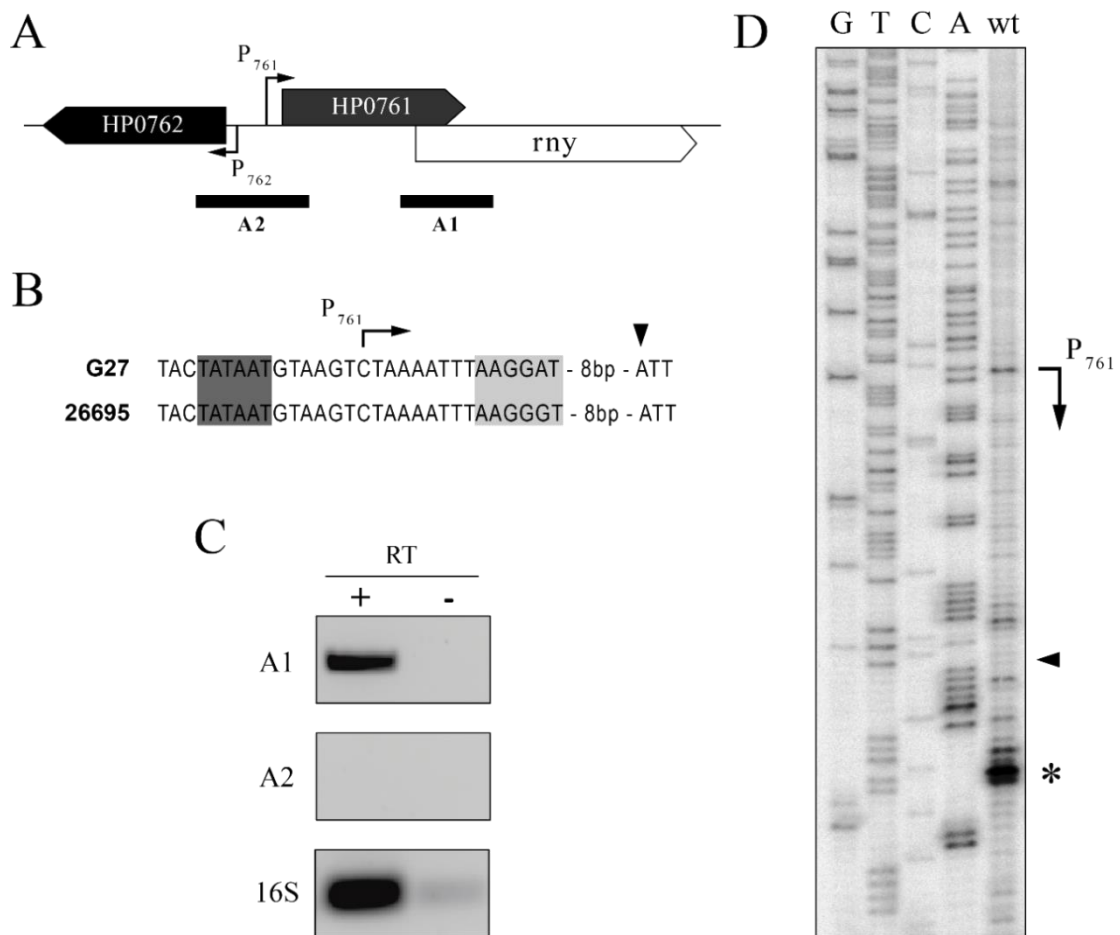 A
P761
HP0762
HP0761
rny
P762
A2
A1
B
P761
G27 TACTATAATGTAAGTCTAAAATTTAAGGAT - 8bp - ATT
26695 TACTATAATGTAAGTCTAAAATTTAAGGGT - 8bp - ATT
C
RT
+ -
A1
A2
16S
D
G T C A wt
P761
*